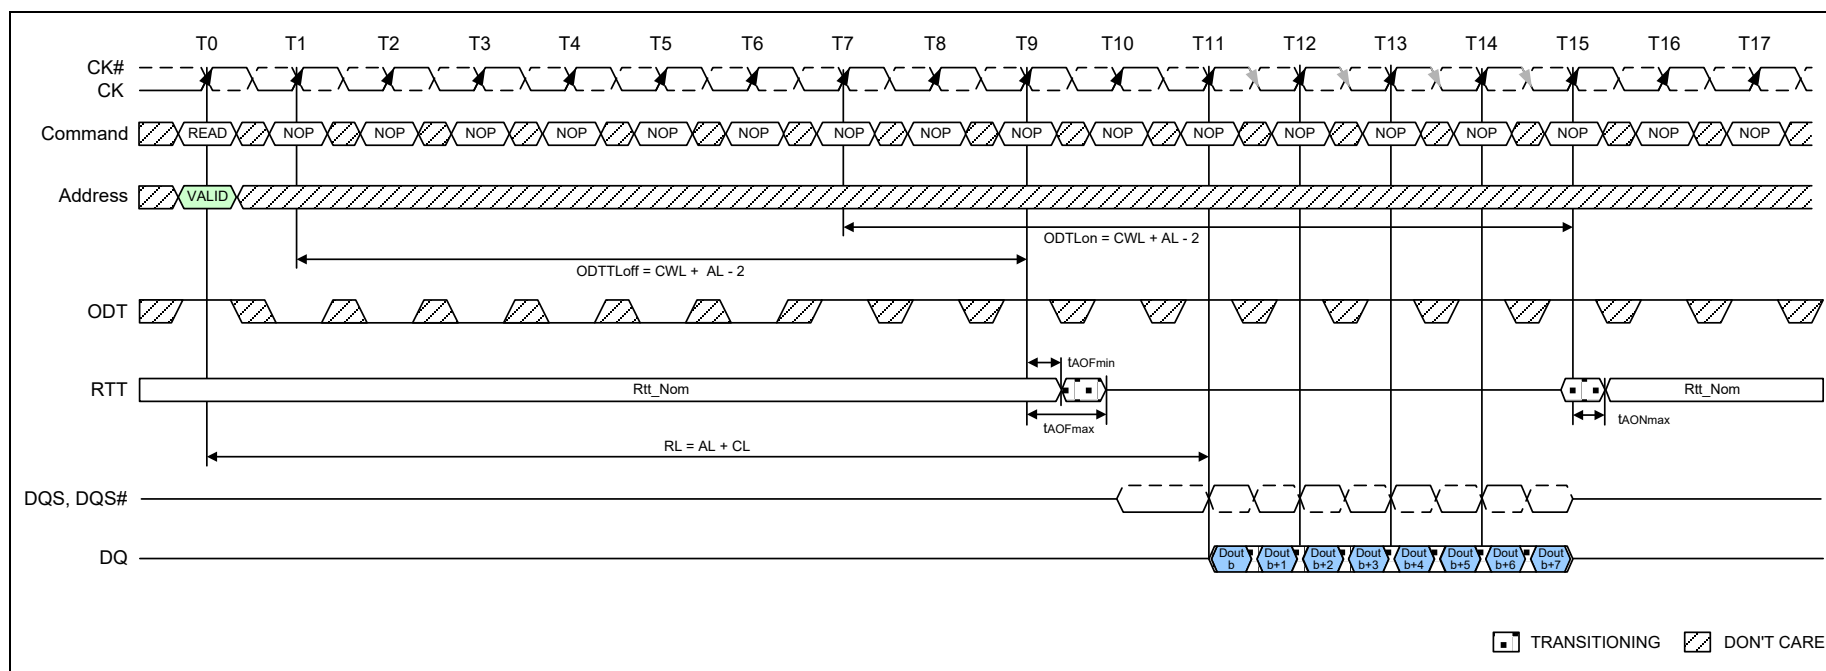 T0 T1 T2 T3 T4 T5 T6 T7 T8 T9 T10 T11 T12 T13 T14 T15 T16 T17
CK#
CK
Command READ NOP NOP NOP NOP NOP NOP NOP NOP NOP NOP NOP NOP NOP NOP NOP NOP NOP
Address VALID
ODTLon = CWL + AL - 2
ODTTLoff = CWL + AL - 2
ODT
tAOFmin
RTT Rtt_Nom Rtt_Nom
tAONmax
tAOFmax
RL = AL + CL
DQS, DQS#
DQ Dout b Dout b+1 Dout b+2 Dout b+3 Dout b+4 Dout b+5 Dout b+6 Dout b+7
TRANSITIONING DON'T CARE